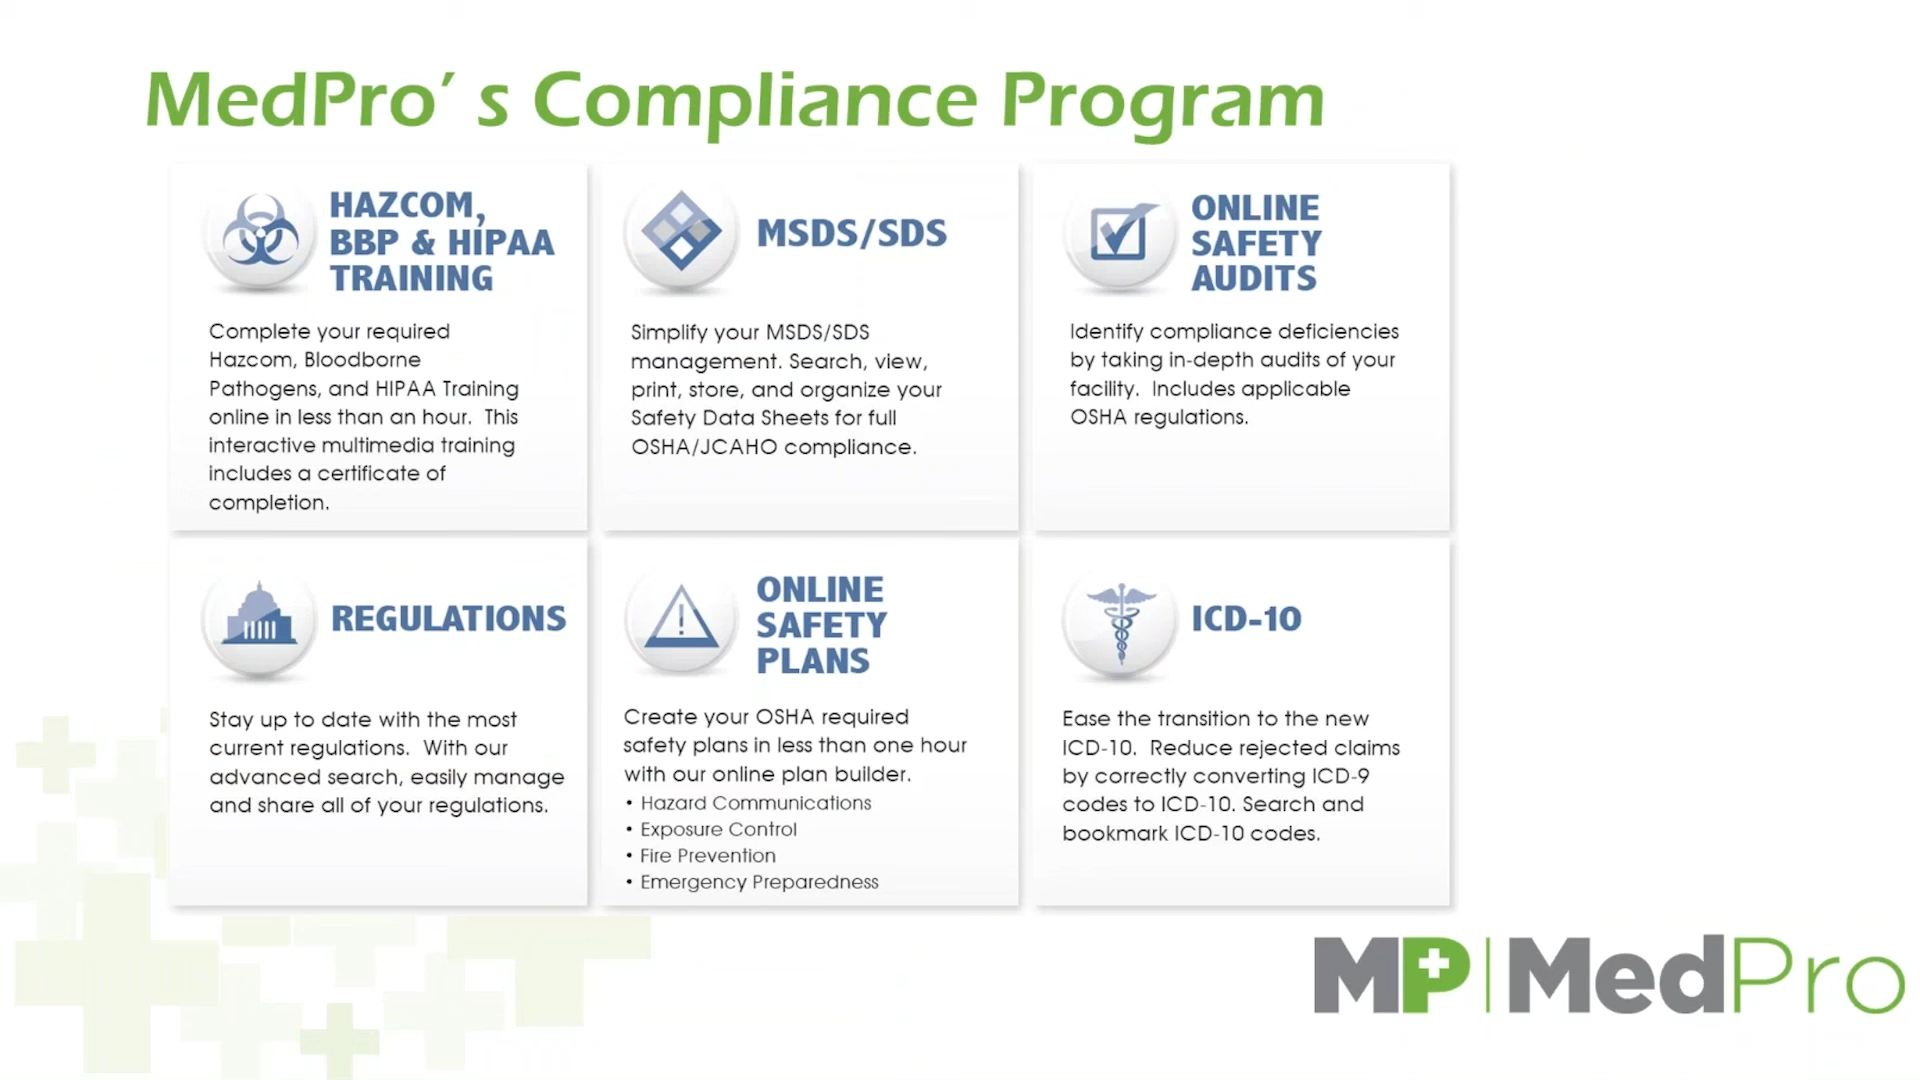 MedPro’ s Compliance Program
HAZCOM,
BBP & HIPAA
TRAINING
Complete your required
Hazcom, Bloodborne
Pathogens, and HIPAA Training
online in less than an hour.  This
interactive multimedia training
includes a certificate of
completion.
MSDS/SDS
Simplify your MSDS/SDS
management. Search, view,
print, store, and organize your
Safety Data Sheets for full
OSHA/JCAHO compliance.
ONLINE
SAFETY
AUDITS
Identify compliance deficiencies
by taking in-depth audits of your
facility.  Includes applicable
OSHA regulations.
REGULATIONS
Stay up to date with the most
current regulations.  With our
advanced search, easily manage
and share all of your regulations.
ONLINE
SAFETY
PLANS
Create your OSHA required
safety plans in less than one hour
with our online plan builder.
• Hazard Communications
• Exposure Control
• Fire Prevention
• Emergency Preparedness
ICD-10
Ease the transition to the new
ICD-10.  Reduce rejected claims
by correctly converting ICD-9
codes to ICD-10. Search and
bookmark ICD-10 codes.
MP | MedPro